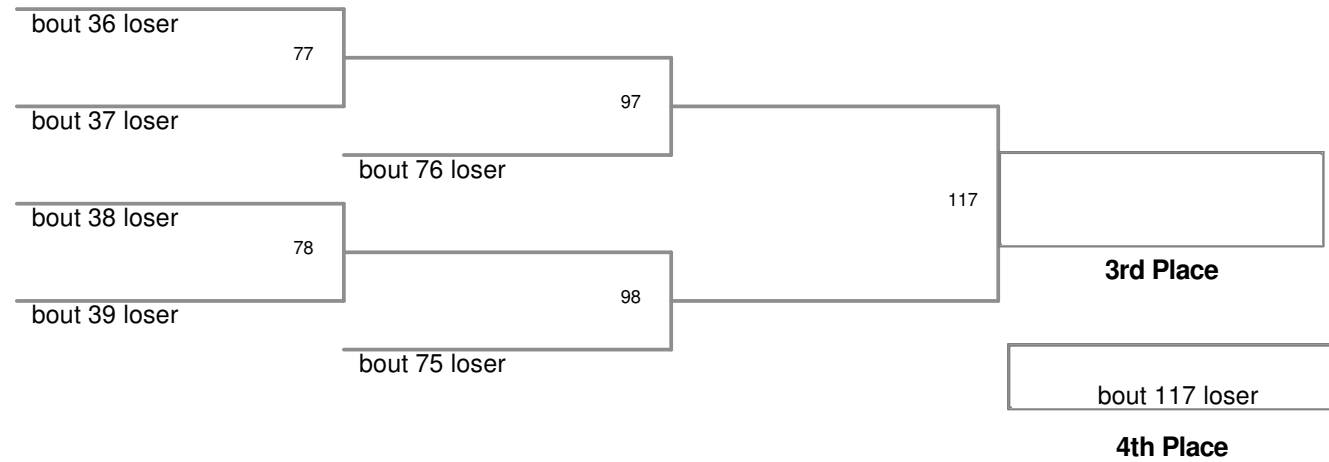 bout 36 loser
77
bout 37 loser
97
bout 76 loser
bout 38 loser
117
78
3rd Place
98
bout 39 loser
bout 75 loser
bout 117 loser
4th Place